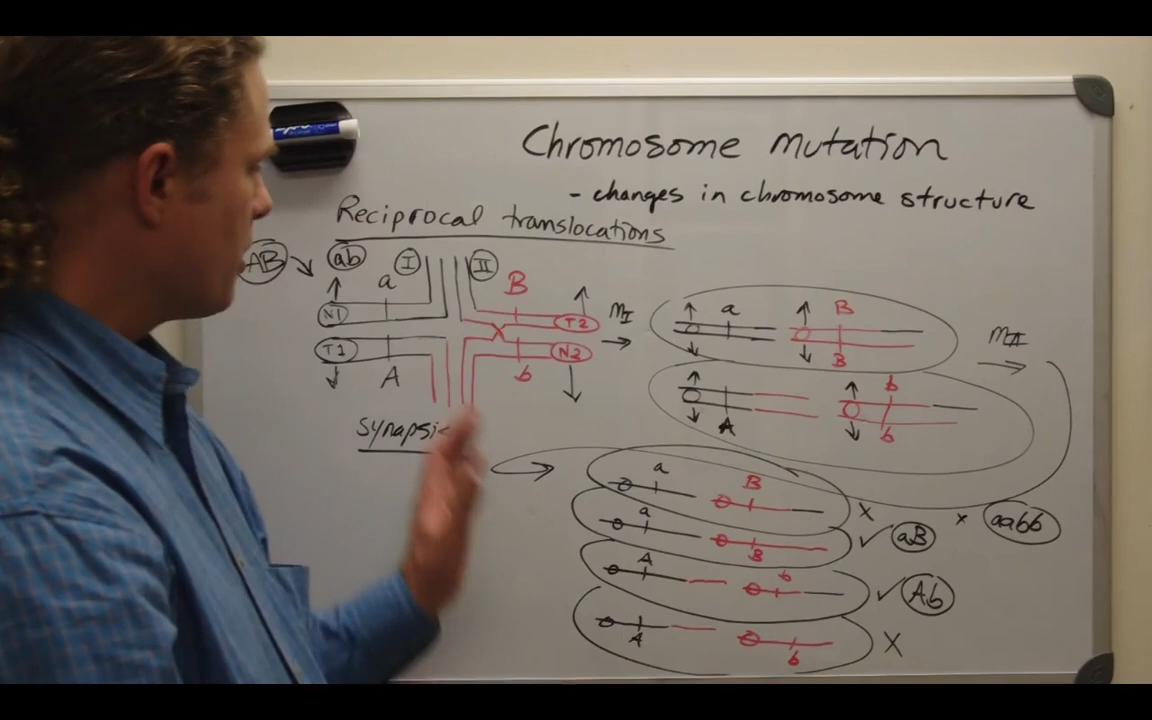 Chromosome Mutation
- changes in chromosome structure
Reciprocal translocations
AB
ab
I
II
a
B
N1
T2
MI
T1
N2
A
b
synapsi
a
B
B
MII
A
b
b
a
B
X
a
B
✓ aB
x aabb
A
b
✓ Ab
A
b
X